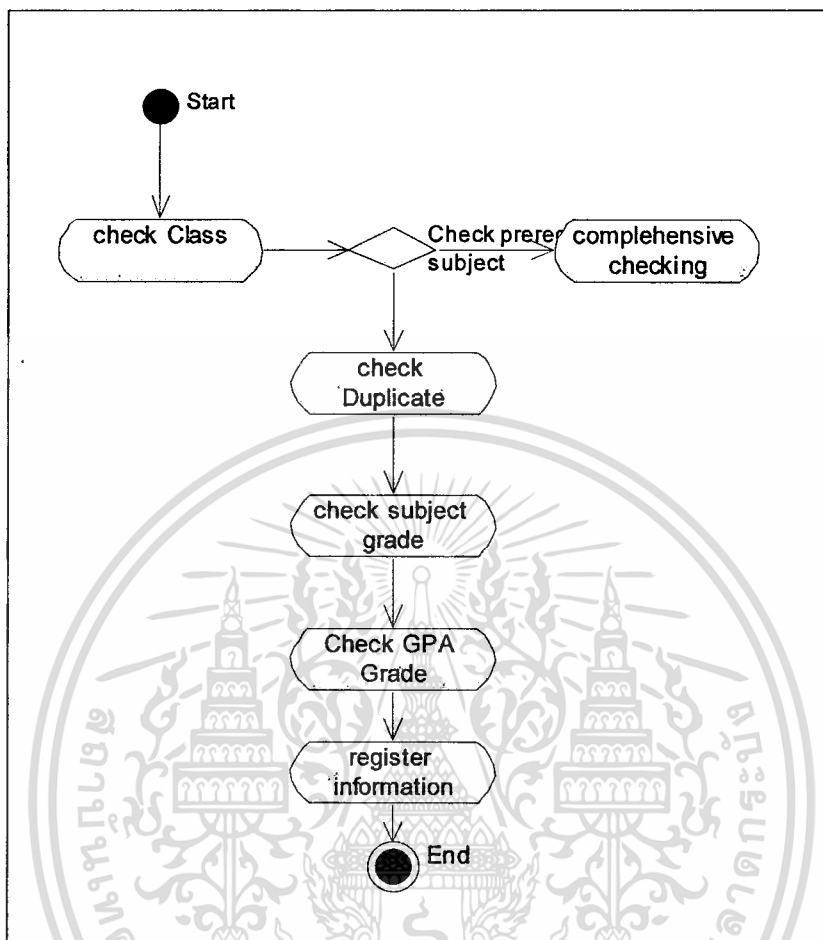 Start
check Class
Check prerec
subject
complehensive
checking
check
Duplicate
check subject
grade
Check GPA
Grade
register
information
End